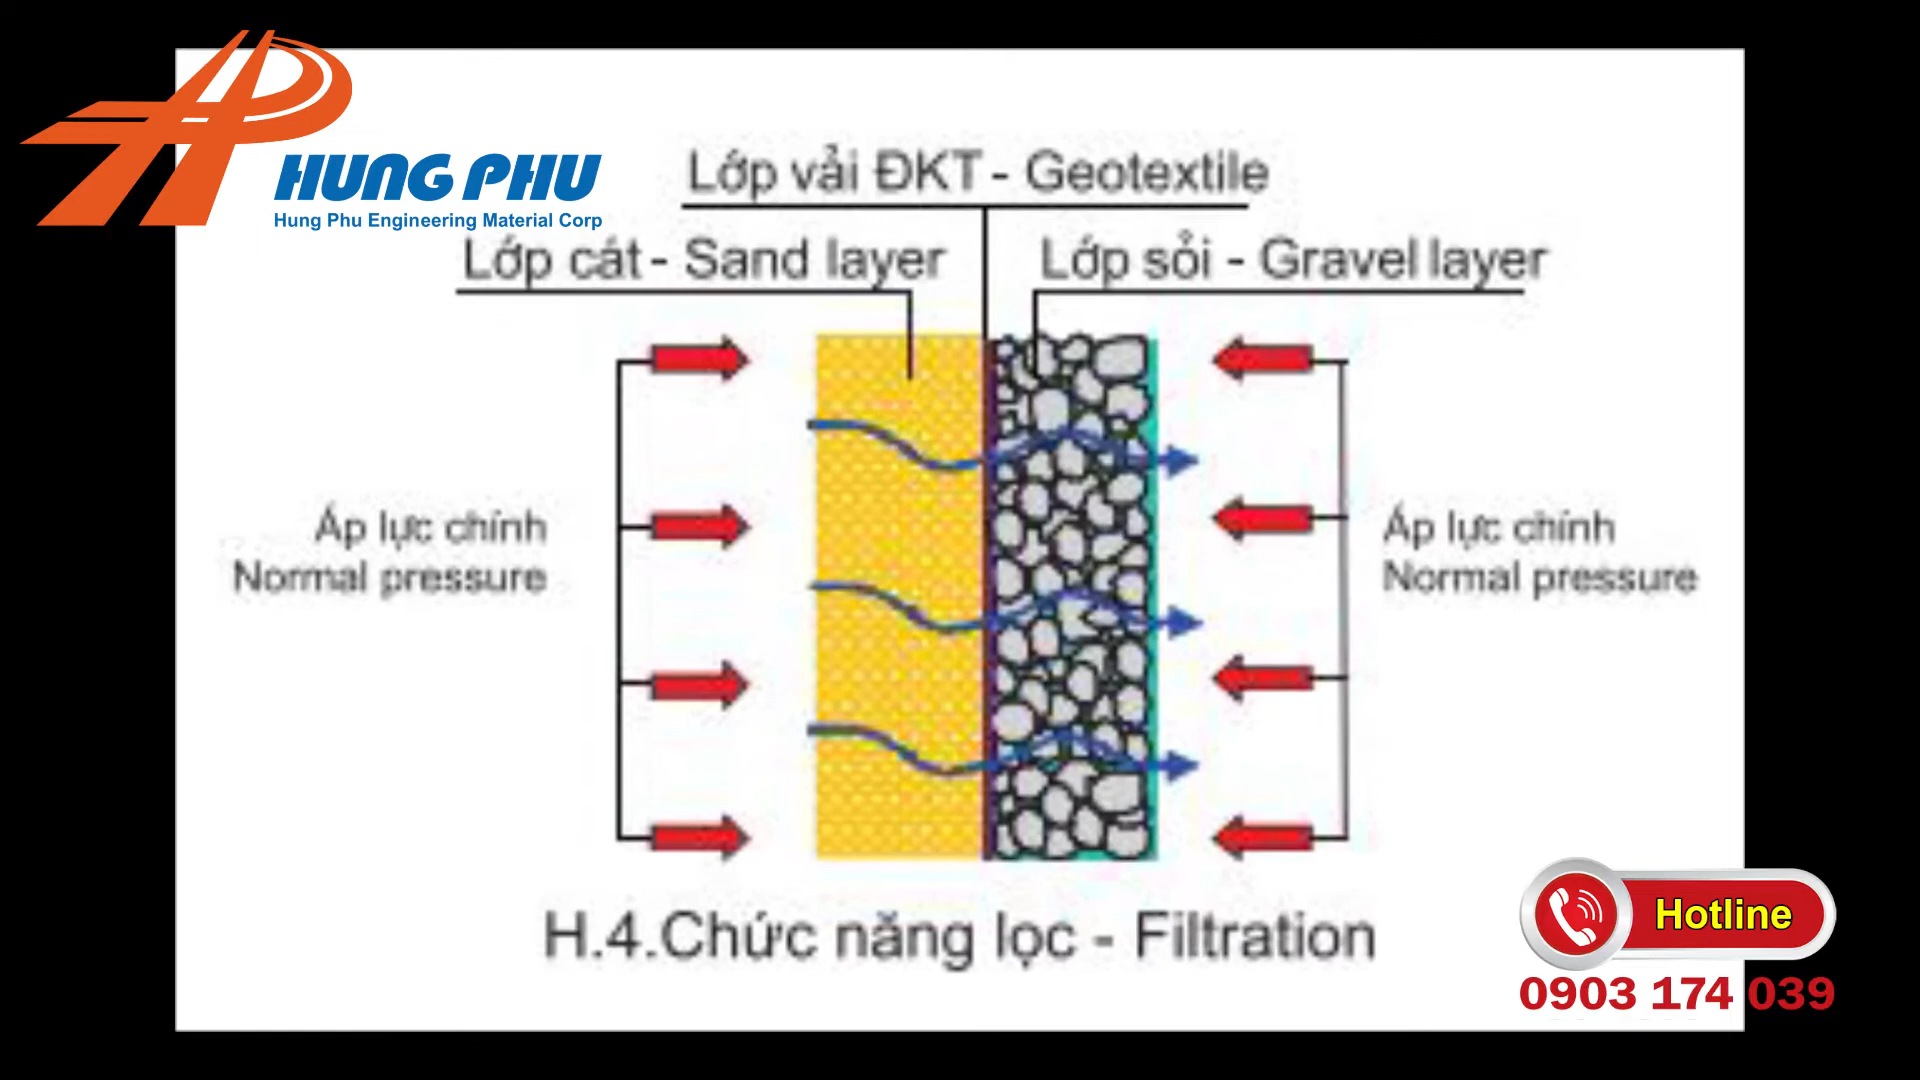 HUNG PHU
Hung Phu Engineering Material Corp
Lớp vải ĐKT - Geotextile
Lớp cát - Sand layer
Lớp sỏi - Gravel layer
Áp lực chính
Normal pressure
Áp lực chính
Normal pressure
H.4.Chức năng lọc - Filtration
Hotline
0903 174 039